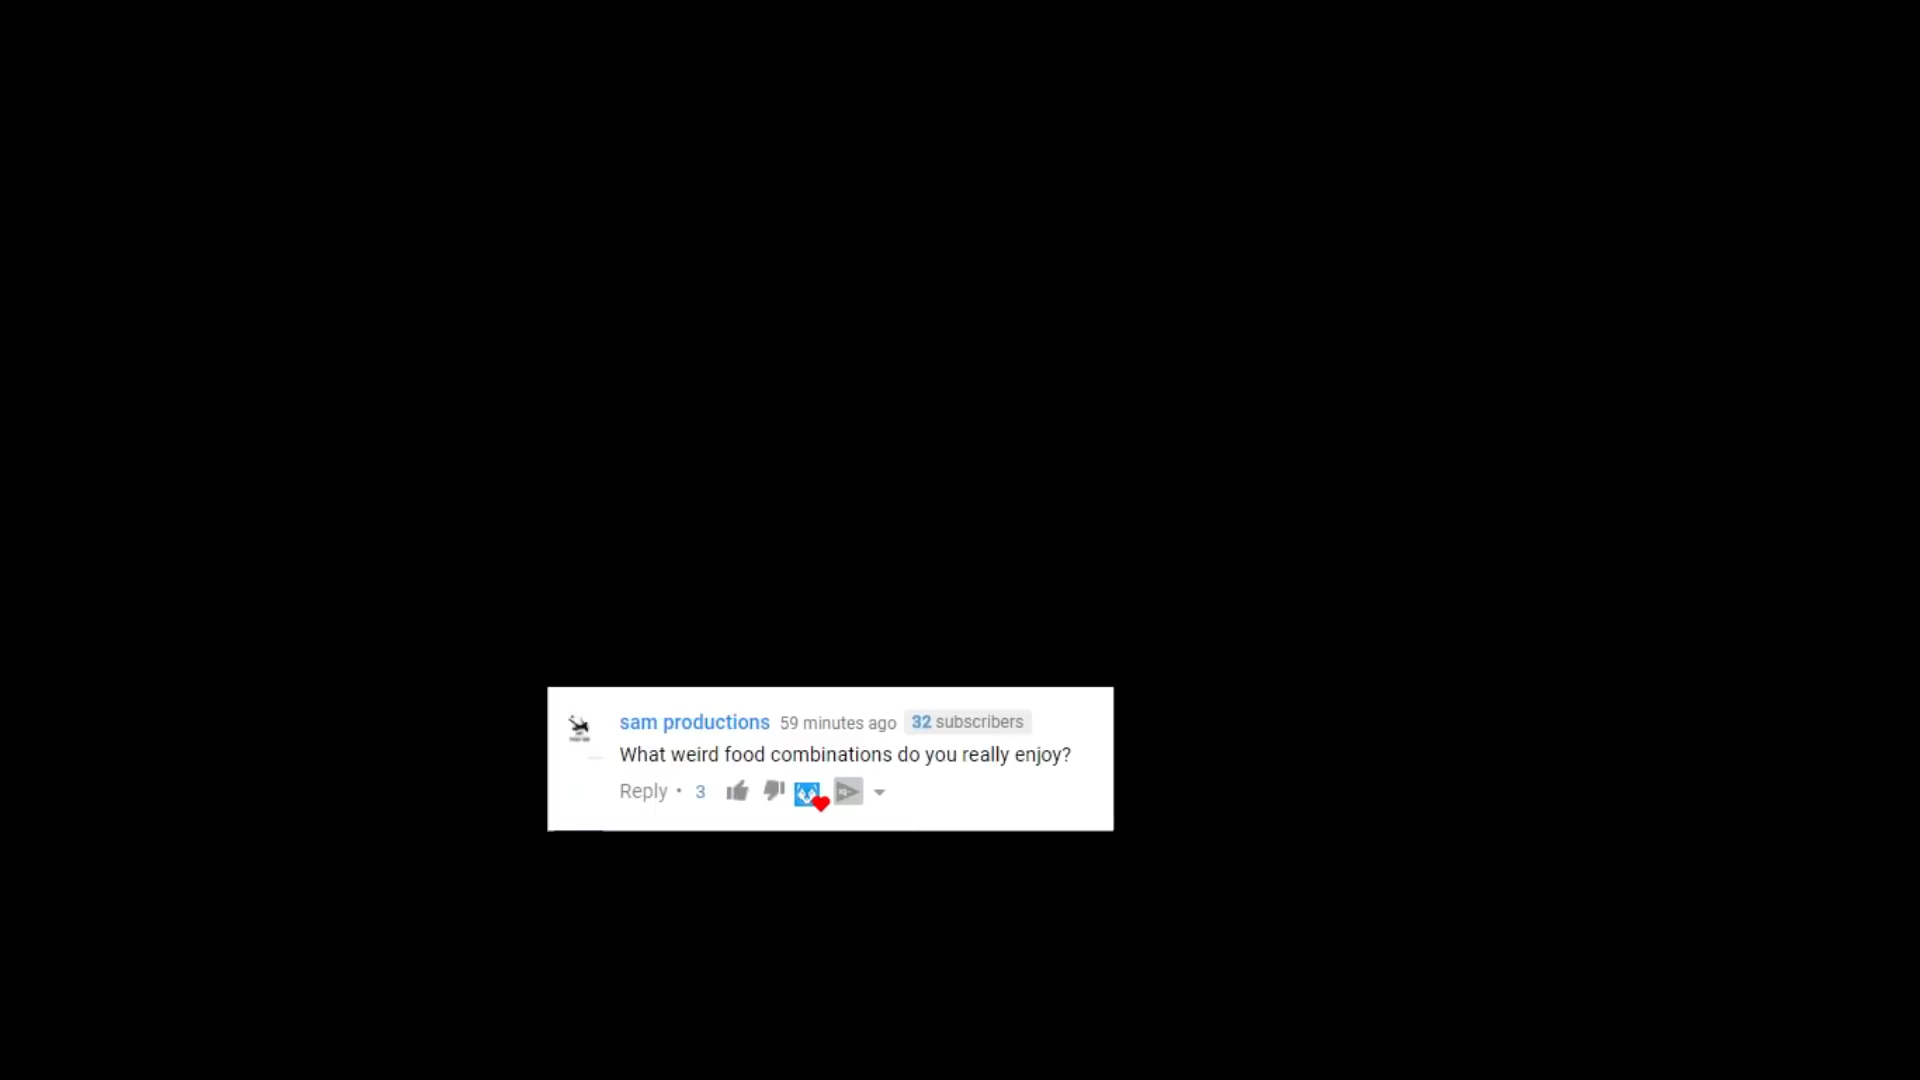 sam productions 59 minutes ago 32 subscribers
What weird food combinations do you really enjoy?
Reply • 3